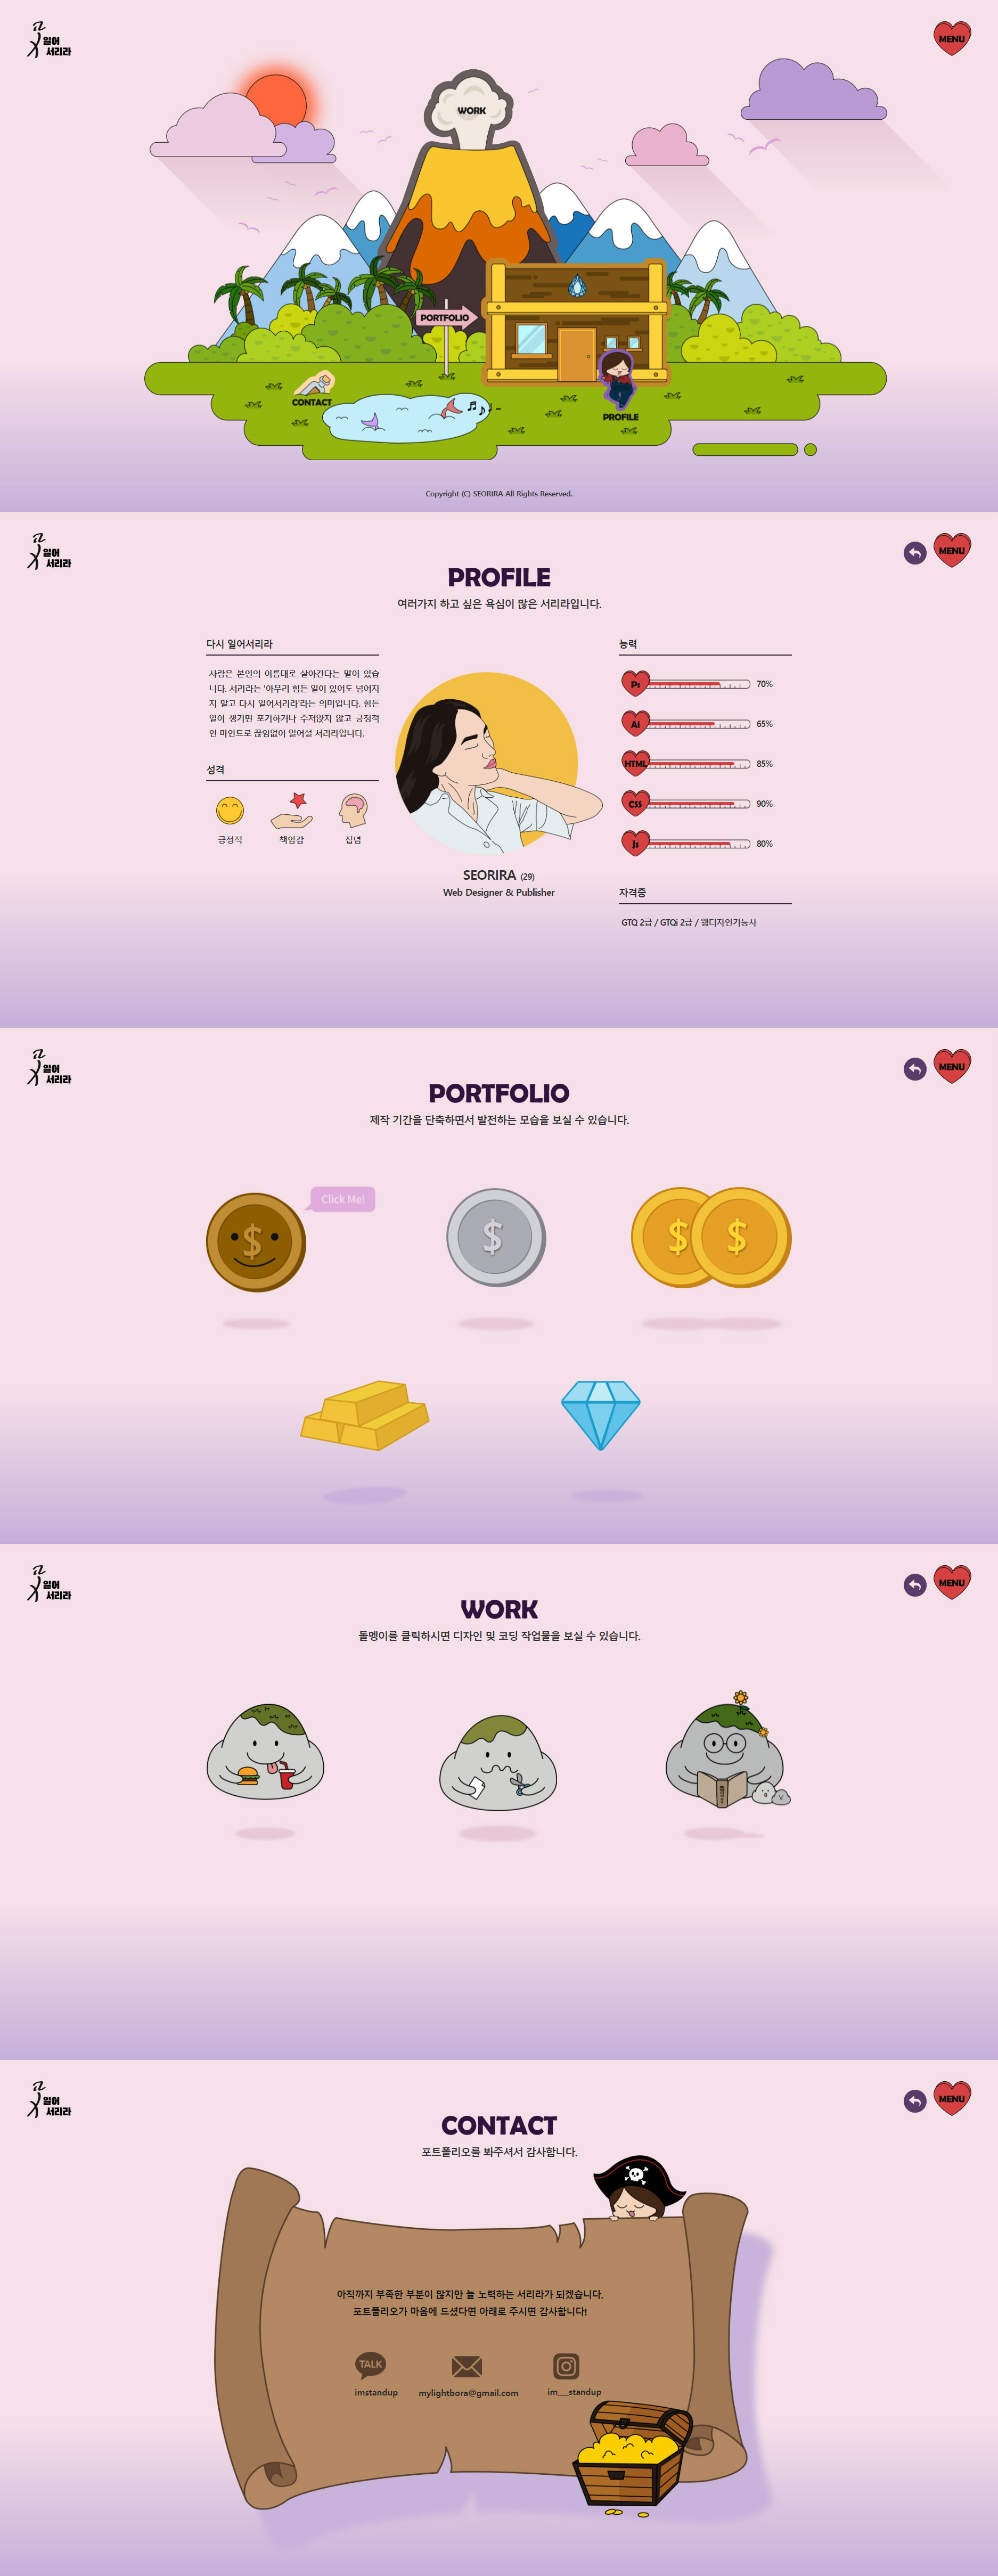 곧
일어
서리라
MENU
WORK
PORTFOLIO
CONTACT
PROFILE
Copyright (C) SEORIRA All Rights Reserved.
곧
일어
서리라
MENU
PROFILE
여러가지 하고 싶은 욕심이 많은 서리라입니다.
다시 일어서리라
사람은 본인의 이름대로 살아간다는 말이 있습
니다. 서리라는 '아무리 힘든 일이 있어도 넘어지
지 말고 다시 일어서리라'라는 의미입니다. 힘든
일이 생기면 포기하거나 주저앉지 않고 긍정적
인 마인드로 끊임없이 일어설 서리라입니다.
성격
긍정적
책임감
집념
SEORIRA (29)
Web Designer & Publisher
능력
Ps 70%
Ai 65%
HTML 85%
CSS 90%
Js 80%
자격증
GTQ 2급 / GTQi 2급 / 웹디자인기능사
곧
일어
서리라
MENU
PORTFOLIO
제작 기간을 단축하면서 발전하는 모습을 보실 수 있습니다.
Click Me!
$
$
$
$
곧
일어
서리라
MENU
WORK
돌멩이를 클릭하시면 디자인 및 코딩 작업물을 보실 수 있습니다.
곧
일어
서리라
MENU
CONTACT
포트폴리오를 봐주셔서 감사합니다.
아직까지 부족한 부분이 많지만 늘 노력하는 서리라가 되겠습니다.
포트폴리오가 마음에 드셨다면 아래로 주시면 감사합니다!
TALK
imstandup
mylightbora@gmail.com
im__standup